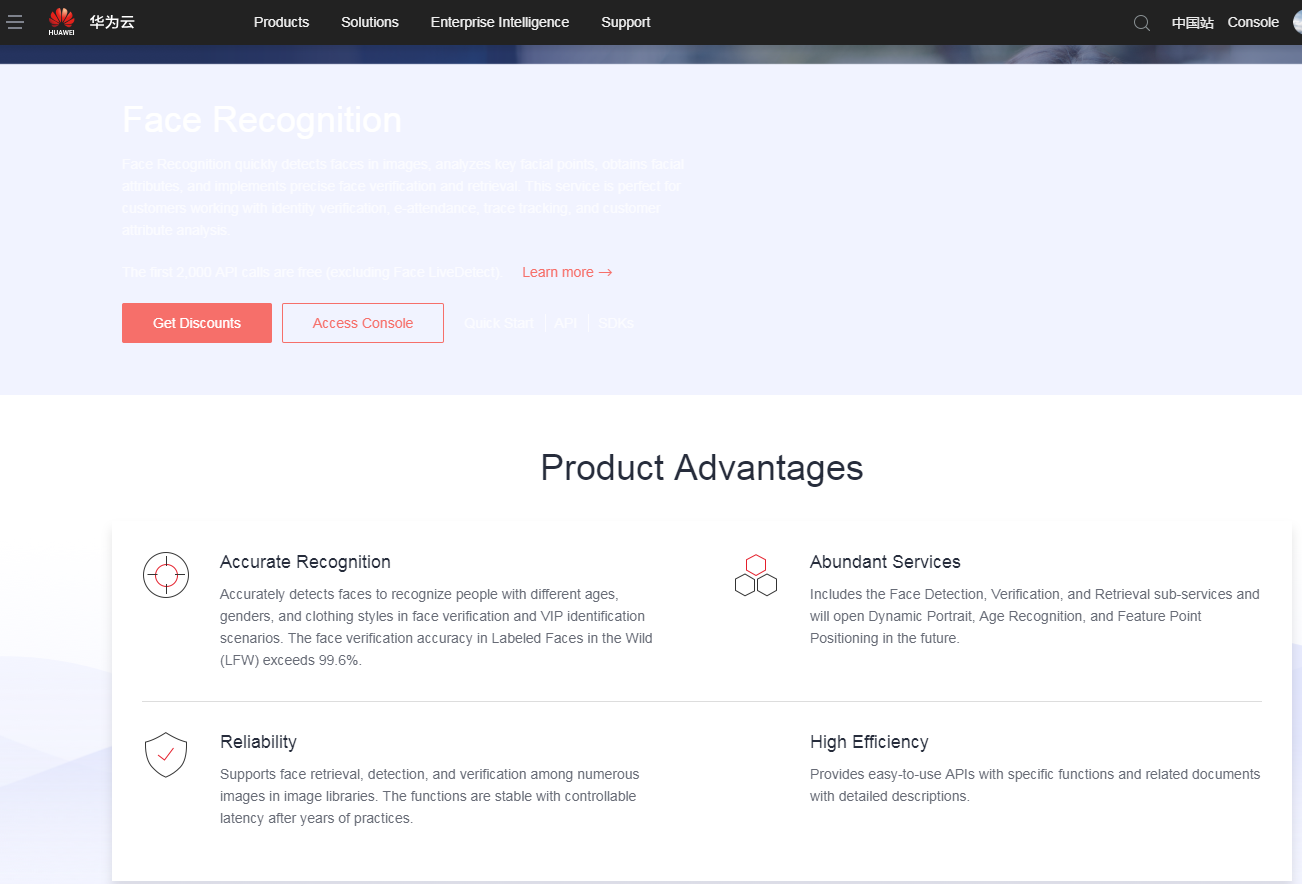 HUAWEI
华为云
Products
Solutions
Enterprise Intelligence
Support
中国站
Console
Face Recognition
Face Recognition quickly detects faces in images, analyzes key facial points, obtains facial
attributes, and implements precise face verification and retrieval. This service is perfect for
customers working with identity verification, e-attendance, trace tracking, and customer
attribute analysis.
The first 2,000 API calls are free (excluding Face LiveDetect)
Learn more →
Get Discounts
Access Console
Quick Start
API
SDKs
Product Advantages
Accurate Recognition
Accurately detects faces to recognize people with different ages,
genders, and clothing styles in face verification and VIP identification
scenarios. The face verification accuracy in Labeled Faces in the Wild
(LFW) exceeds 99.6%.
Abundant Services
Includes the Face Detection, Verification, and Retrieval sub-services and
will open Dynamic Portrait, Age Recognition, and Feature Point
Positioning in the future.
Reliability
Supports face retrieval, detection, and verification among numerous
images in image libraries. The functions are stable with controllable
latency after years of practices.
High Efficiency
Provides easy-to-use APIs with specific functions and related documents
with detailed descriptions.